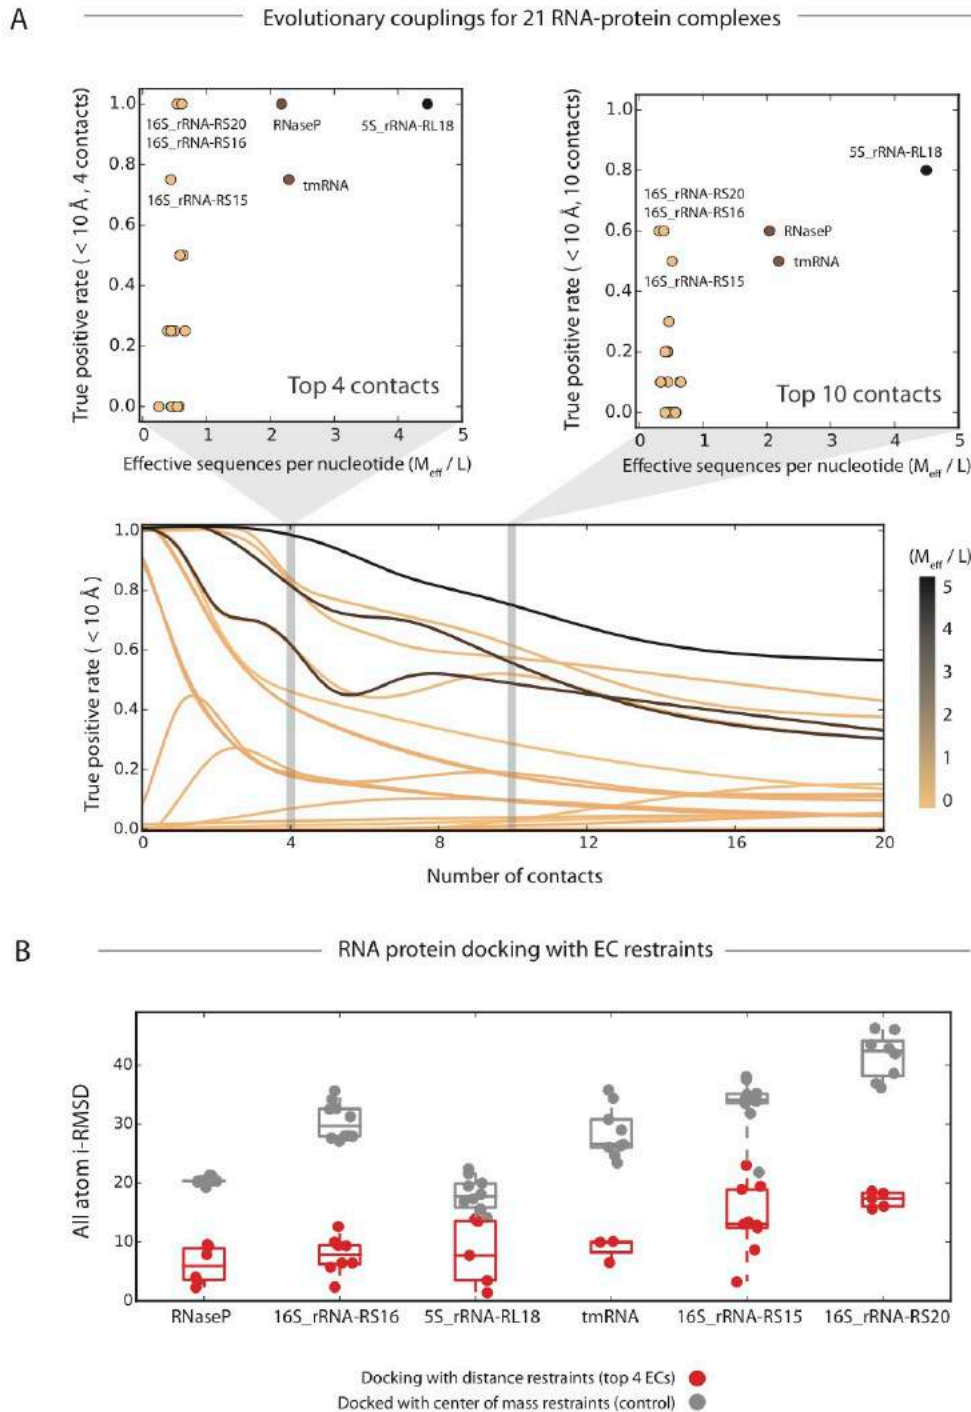 A
Evolutionary couplings for 21 RNA-protein complexes
True positive rate ( < 10 Å , 4 contacts)
1.0
0.8
0.6
0.4
0.2
0.0
16S_rRNA-RS20
16S_rRNA-RS16
RNaseP
5S_rRNA-RL18
16S_rRNA-RS15
tmRNA
Top 4 contacts
0 1 2 3 4 5
Effective sequences per nucleotide (Meff / L)
True positive rate ( < 10 Å, 10 contacts)
1.0
0.8
0.6
0.4
0.2
0.0
5S_rRNA-RL18
16S_rRNA-RS20
16S_rRNA-RS16
RNaseP
tmRNA
16S_rRNA-RS15
Top 10 contacts
0 1 2 3 4 5
Effective sequences per nucleotide (Meff / L)
True positive rate ( < 10 Å )
1.0
0.8
0.6
0.4
0.2
0.0
0 4 8 12 16 20
Number of contacts
(Meff / L)
5
4
3
2
1
0
B
RNA protein docking with EC restraints
All atom i-RMSD
40
30
20
10
0
RNaseP 16S_rRNA-RS16 5S_rRNA-RL18 tmRNA 16S_rRNA-RS15 16S_rRNA-RS20
Docking with distance restraints (top 4 ECs)
Docked with center of mass restraints (control)